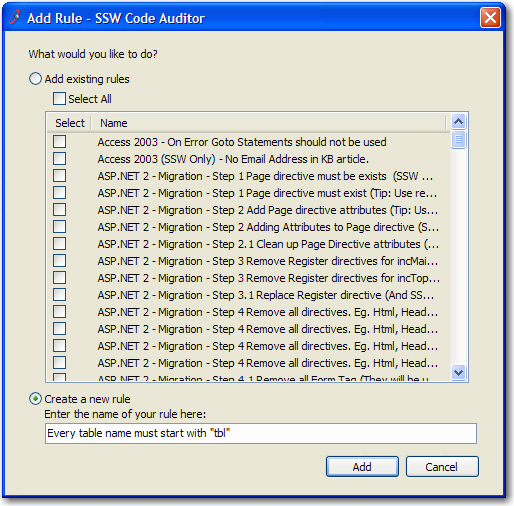 Add Rule - SSW Code Auditor
What would you like to do?
Add existing rules
Select All
Select Name
Access 2003 - On Error Goto Statements should not be used
Access 2003 (SSW Only) - No Email Address in KB article.
ASP.NET 2 - Migration - Step 1 Page directive must be exists (SSW ...
ASP.NET 2 - Migration - Step 1 Page directive must exist (Tip: Use re...
ASP.NET 2 - Migration - Step 2 Add Page directive attributes (Tip: Us...
ASP.NET 2 - Migration - Step 2 Adding Attributes to Page directive (S...
ASP.NET 2 - Migration - Step 2.1 Clean up Page Directive attributes (...
ASP.NET 2 - Migration - Step 3 Remove Register directives for incMai...
ASP.NET 2 - Migration - Step 3 Remove Register directives for incTop...
ASP.NET 2 - Migration - Step 3.1 Replace Register directive (And SS...
ASP.NET 2 - Migration - Step 4 Remove all directives. Eg. Html, Head...
ASP.NET 2 - Migration - Step 4 Remove all directives. Eg. Html, Head...
ASP.NET 2 - Migration - Step 4 Remove all directives. Eg. Html, Head...
ASP.NET 2 - Migration - Step 4 Remove all directives. Eg. Html, Head...
ASP.NET 2 - Migration - Step 4.1 Remove all Form Tag (They will be u...
Create a new rule
Enter the name of your rule here:
Every table name must start with "tbl"
Add Cancel